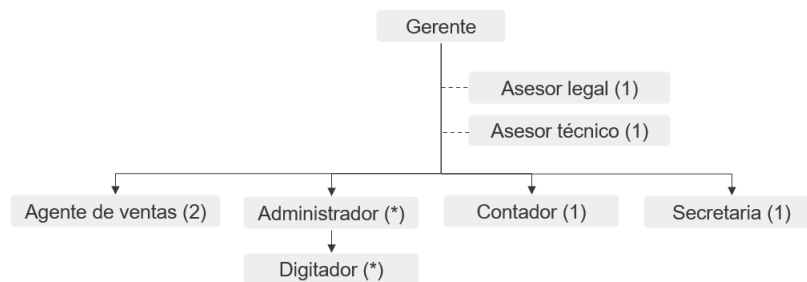 Gerente
Asesor legal (1)
Asesor técnico (1)
Agente de ventas (2)
Administrador (*)
Contador (1)
Secretaria (1)
Digitador (*)